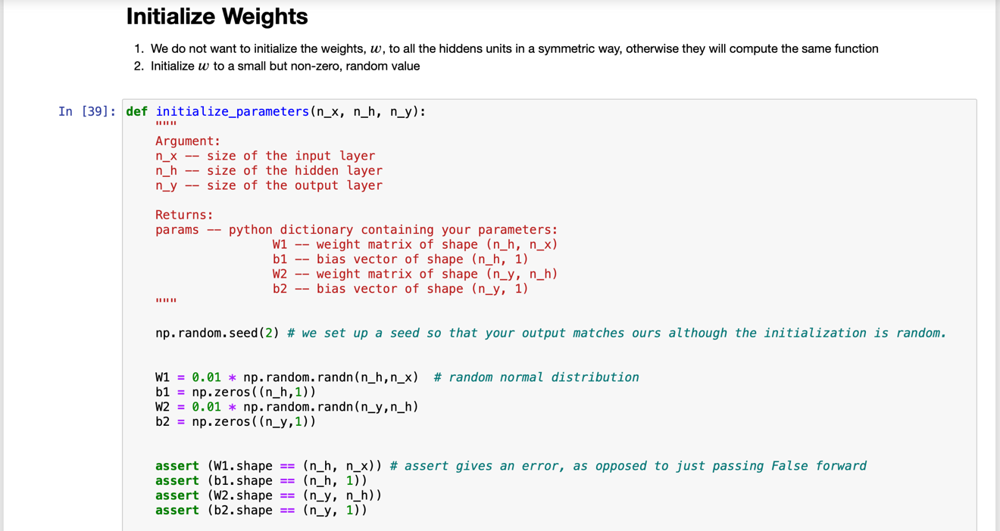 Initialize Weights
1. We do not want to initialize the weights, w, to all the hiddens units in a symmetric way, otherwise they will compute the same function
2. Initialize w to a small but non-zero, random value
In [39]: def initialize_parameters(n_x, n_h, n_y):
"""
Argument:
n_x -- size of the input layer
n_h -- size of the hidden layer
n_y -- size of the output layer
Returns:
params -- python dictionary containing your parameters:
W1 -- weight matrix of shape (n_h, n_x)
b1 -- bias vector of shape (n_h, 1)
W2 -- weight matrix of shape (n_y, n_h)
b2 -- bias vector of shape (n_y, 1)
"""
np.random.seed(2) # we set up a seed so that your output matches ours although the initialization is random.
W1 = 0.01 * np.random.randn(n_h,n_x)  # random normal distribution
b1 = np.zeros((n_h,1))
W2 = 0.01 * np.random.randn(n_y,n_h)
b2 = np.zeros((n_y,1))
assert (W1.shape == (n_h, n_x)) # assert gives an error, as opposed to just passing False forward
assert (b1.shape == (n_h, 1))
assert (W2.shape == (n_y, n_h))
assert (b2.shape == (n_y, 1))